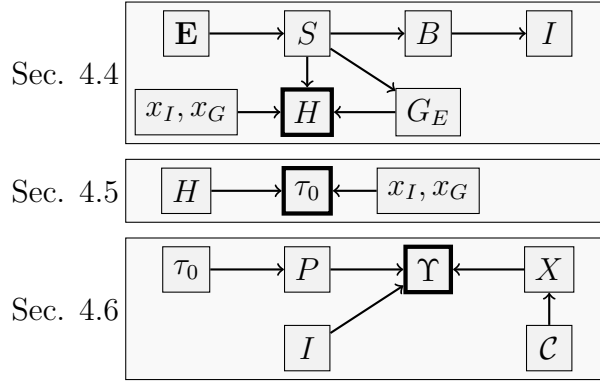 E S B I
Sec. 4.4
x_I, x_G H G_E
Sec. 4.5 H τ_0 x_I, x_G
τ_0 P Υ X
Sec. 4.6
I 𝒞